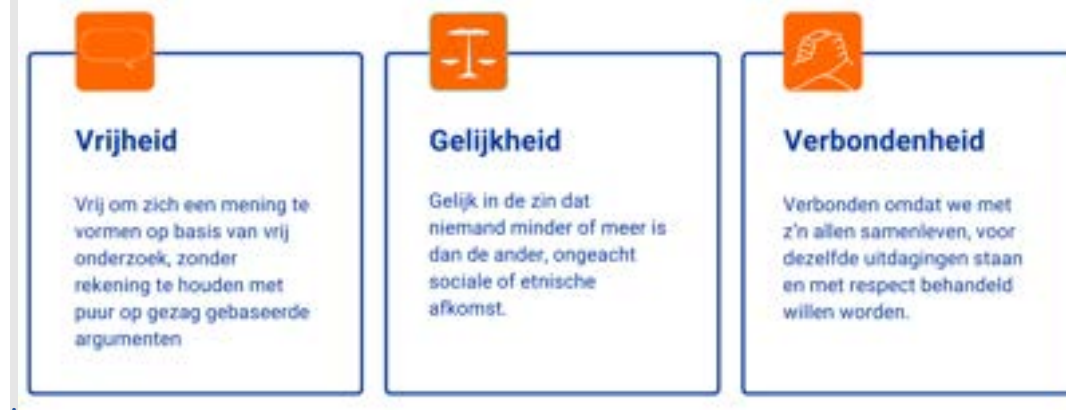 Vrijheid
Vrij om zich een mening te
vormen op basis van vrij
onderzoek, zonder
rekening te houden met
puur op gezag gebaseerde
argumenten
Gelijkheid
Gelijk in de zin dat
niemand minder of meer is
dan de ander, ongeacht
sociale of etnische
afkomst.
Verbondenheid
Verbonden omdat we met
z'n allen samenleven, voor
dezelfde uitdagingen staan
en met respect behandeld
willen worden.